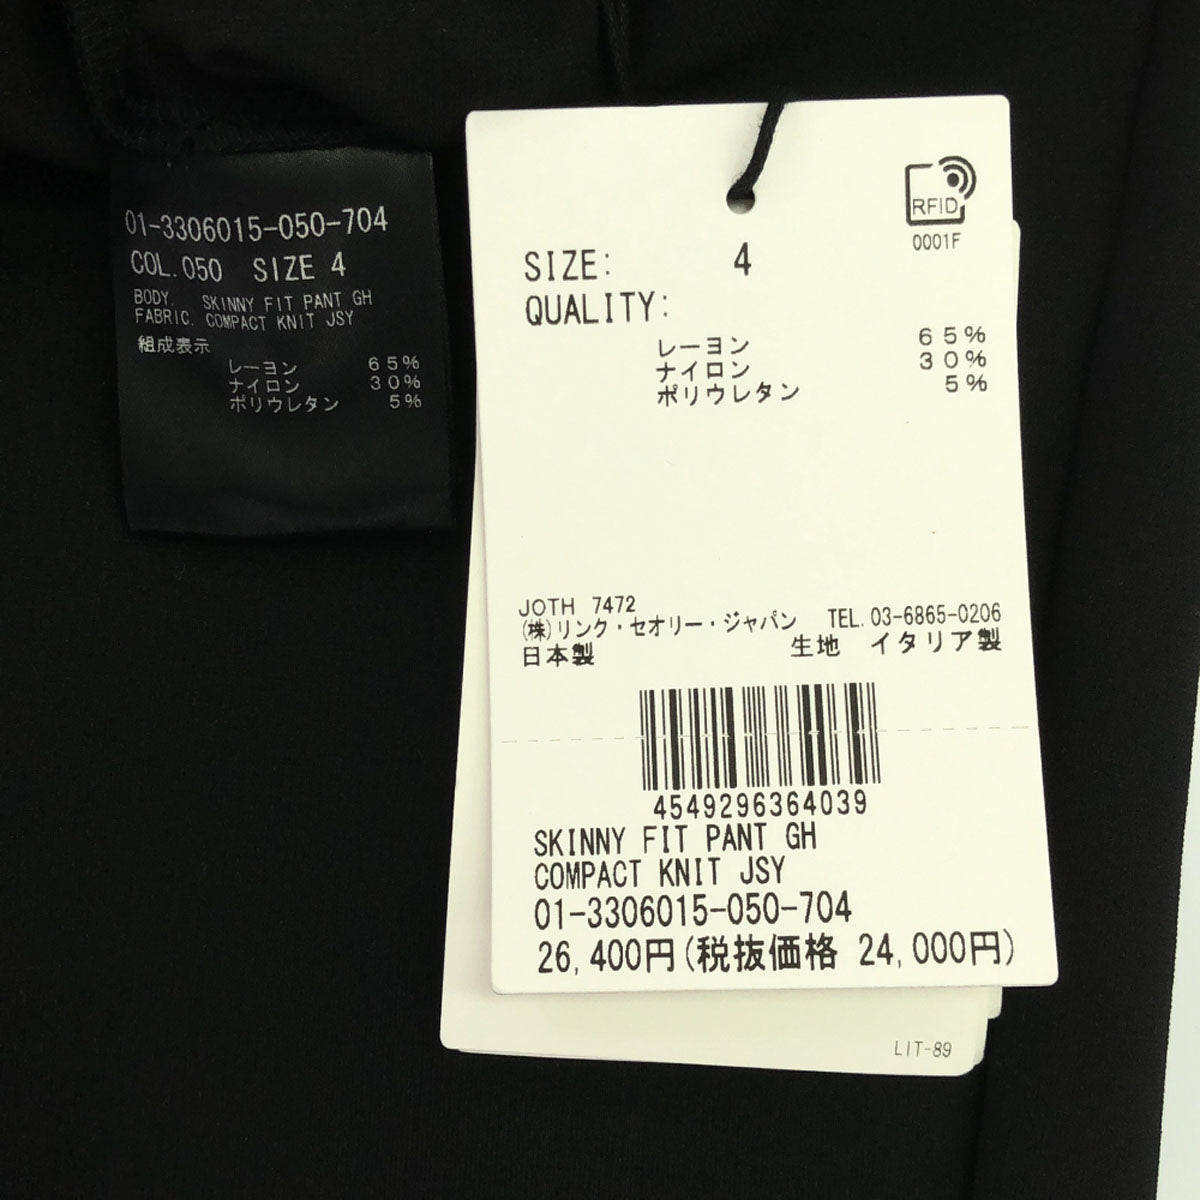 01-3306015-050-704
COL.050 SIZE 4
BODY. SKINNY FIT PANT GH
FABRIC. COMPACT KNIT JSY
組成表示
レーヨン 65%
ナイロン 30%
ポリウレタン 5%
RFID
0001F
SIZE: 4
QUALITY:
レーヨン 65%
ナイロン 30%
ポリウレタン 5%
JOTH 7472
(株)リンク・セオリー・ジャパン TEL.03-6865-0206
日本製 生地 イタリア製
4549296364039
SKINNY FIT PANT GH
COMPACT KNIT JSY
01-3306015-050-704
26,400円(税抜価格 24,000円)
LIT-89